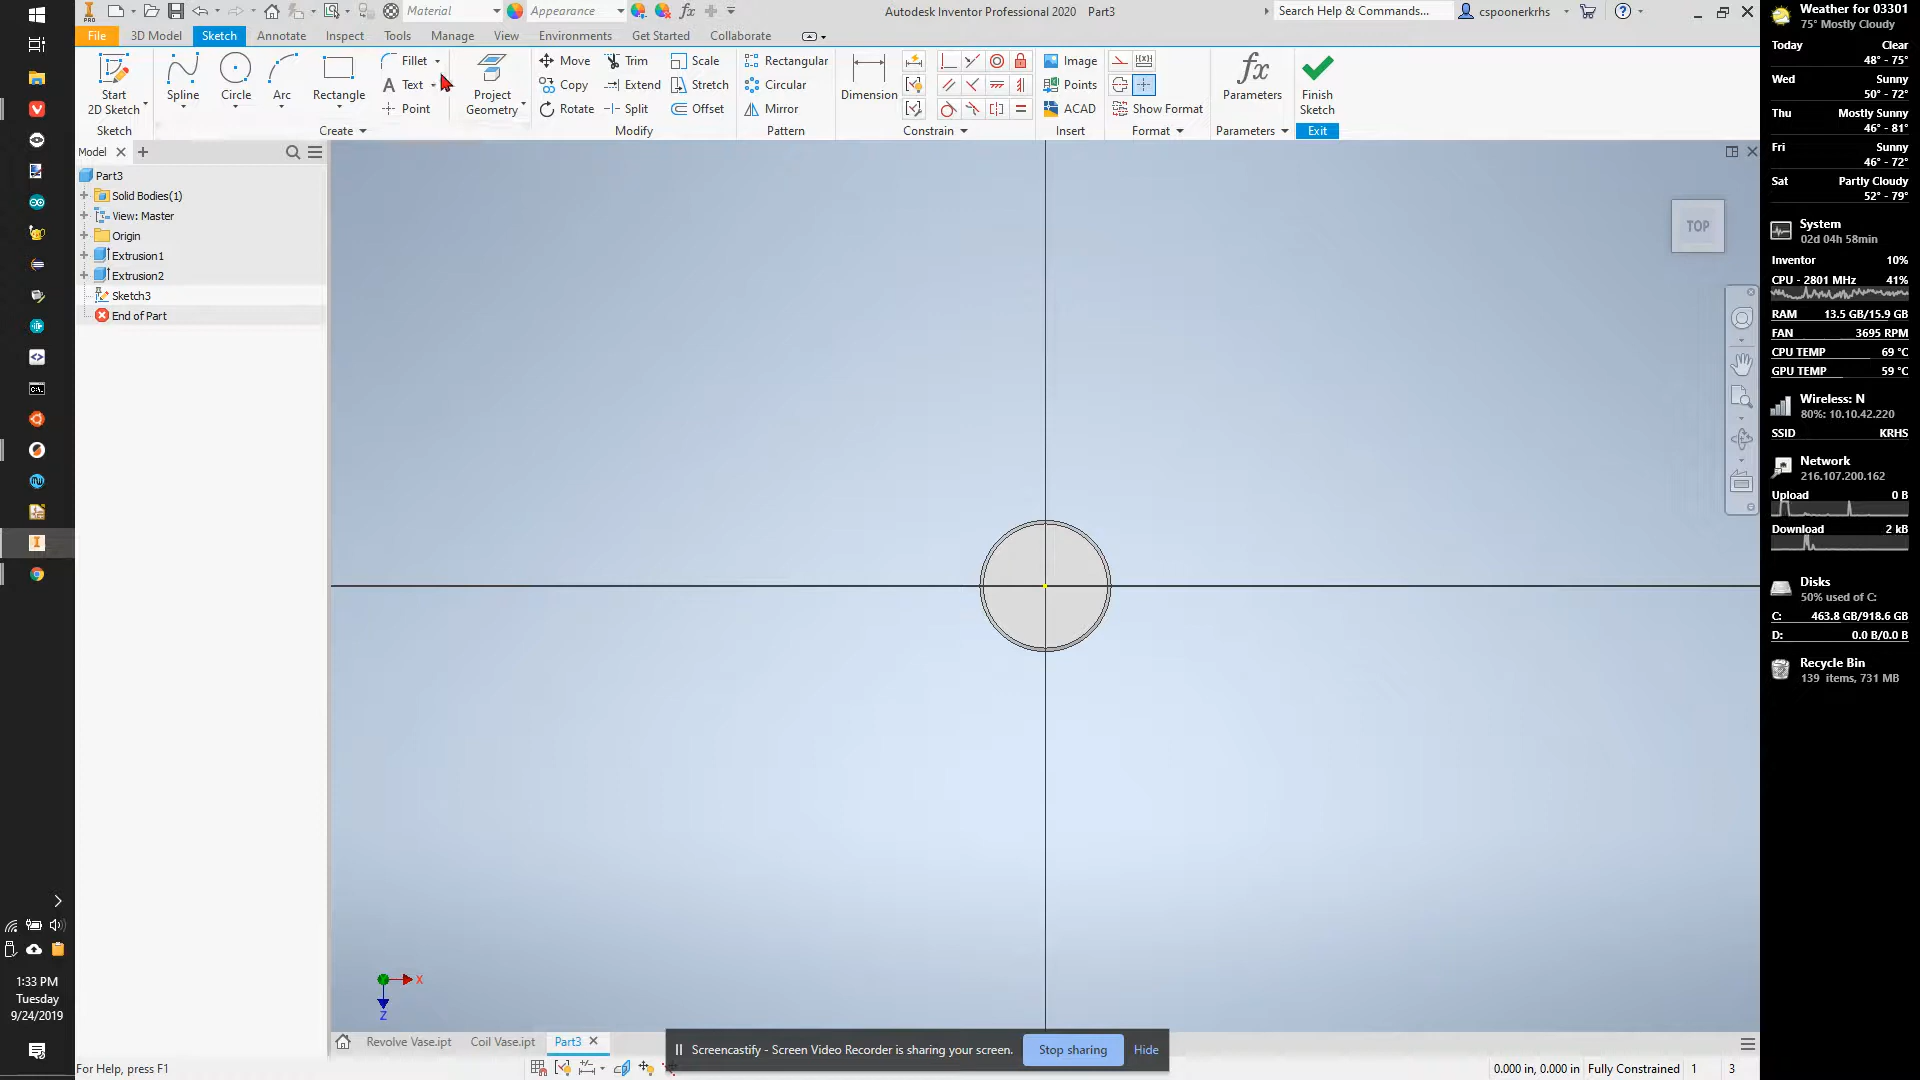 Material
Appearance
fx
Autodesk Inventor Professional 2020 Part3
Search Help & Commands...
cspoonerkrhs
PRO
File
3D Model
Sketch
Annotate
Inspect
Tools
Manage
View
Environments
Get Started
Collaborate
Start
2D Sketch
Spline
Circle
Arc
Rectangle
Fillet
Text
Point
Project
Geometry
Move
Copy
Rotate
Trim
Extend
Split
Scale
Stretch
Offset
Rectangular
Circular
Mirror
Dimension
Image
Points
ACAD
Show Format
fx
Parameters
Finish
Sketch
Sketch
Create
Modify
Pattern
Constrain
Insert
Format
Parameters
Exit
Model
Part3
Solid Bodies(1)
View: Master
Origin
Extrusion1
Extrusion2
Sketch3
End of Part
TOP
X
Z
Revolve Vase.ipt
Coil Vase.ipt
Part3
Screencastify - Screen Video Recorder is sharing your screen.
Stop sharing
Hide
For Help, press F1
0.000 in, 0.000 in
Fully Constrained
1
3
1:33 PM
Tuesday
9/24/2019
Weather for 03301
75° Mostly Cloudy
Today Clear
48° - 75°
Wed Sunny
50° - 72°
Thu Mostly Sunny
46° - 81°
Fri Sunny
46° - 72°
Sat Partly Cloudy
52° - 79°
System
02d 04h 58min
Inventor 10%
CPU - 2801 MHz 41%
RAM 13.5 GB/15.9 GB
FAN 3695 RPM
CPU TEMP 69 °C
GPU TEMP 59 °C
Wireless: N
80%: 10.10.42.220
SSID KRHS
Network
216.107.200.162
Upload 0 B
Download 2 kB
Disks
50% used of C:
C: 463.8 GB/918.6 GB
D: 0.0 B/0.0 B
Recycle Bin
139 items, 731 MB